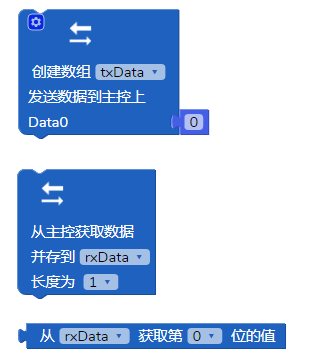 创建数组 txData
发送数据到主控上
Data0 0
从主控获取数据
并存到 rxData
长度为 1
从 rxData 获取第 0 位的值